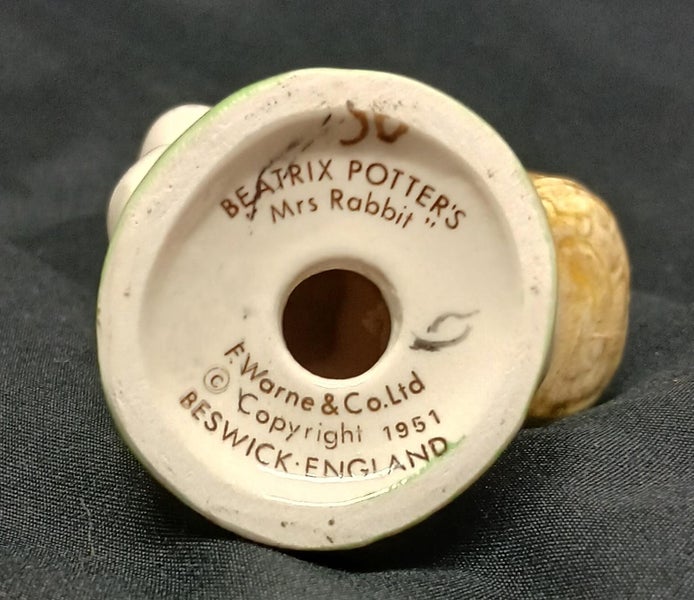 BEATRIX POTTER'S
"Mrs Rabbit"
F. Warne & Co. Ltd
© Copyright 1951
BESWICK·ENGLAND